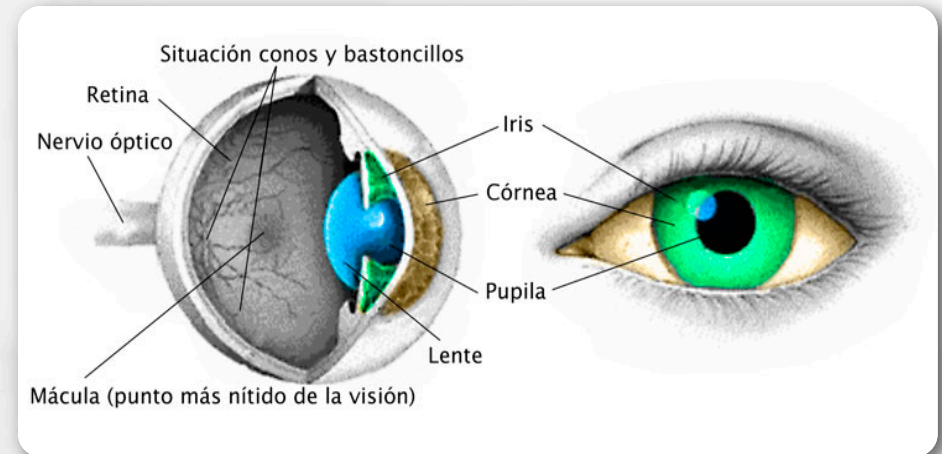 Situación conos y bastoncillos
Retina
Nervio óptico
Iris
Córnea
Pupila
Lente
Mácula (punto más nítido de la visión)